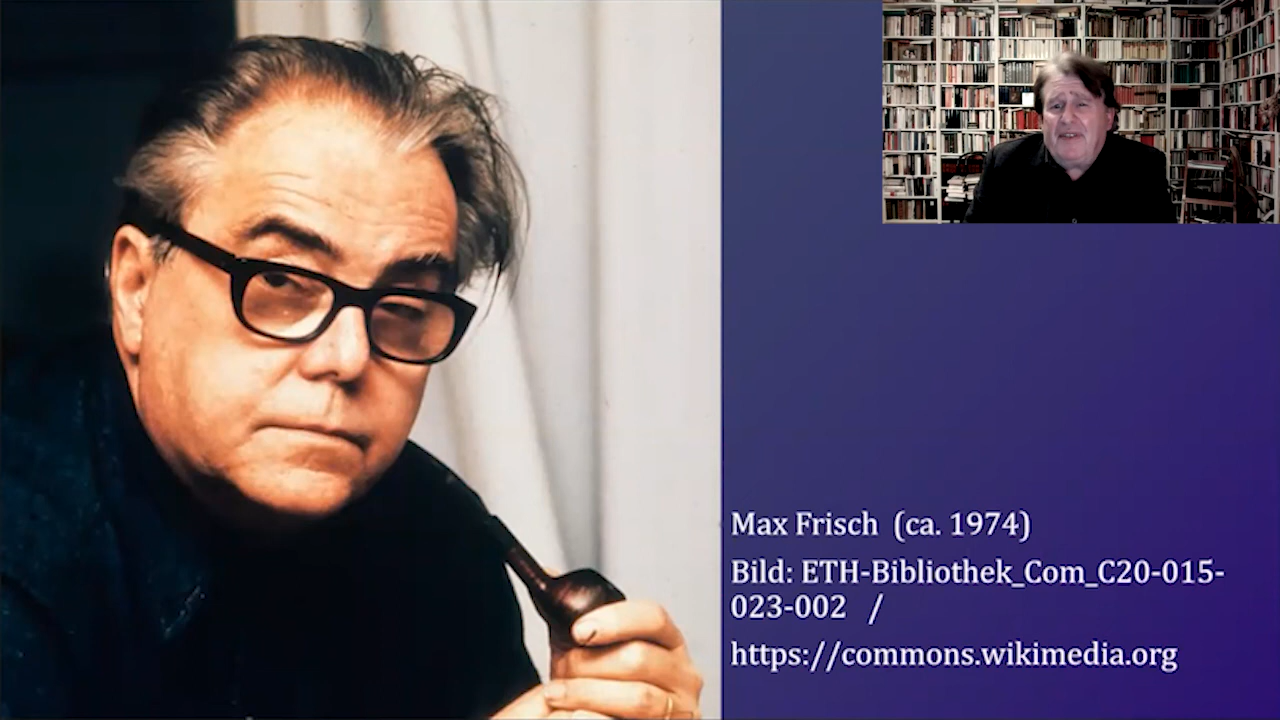 Max Frisch (ca. 1974)
Bild: ETH-Bibliothek_Com_C20-015-
023-002 /
https://commons.wikimedia.org